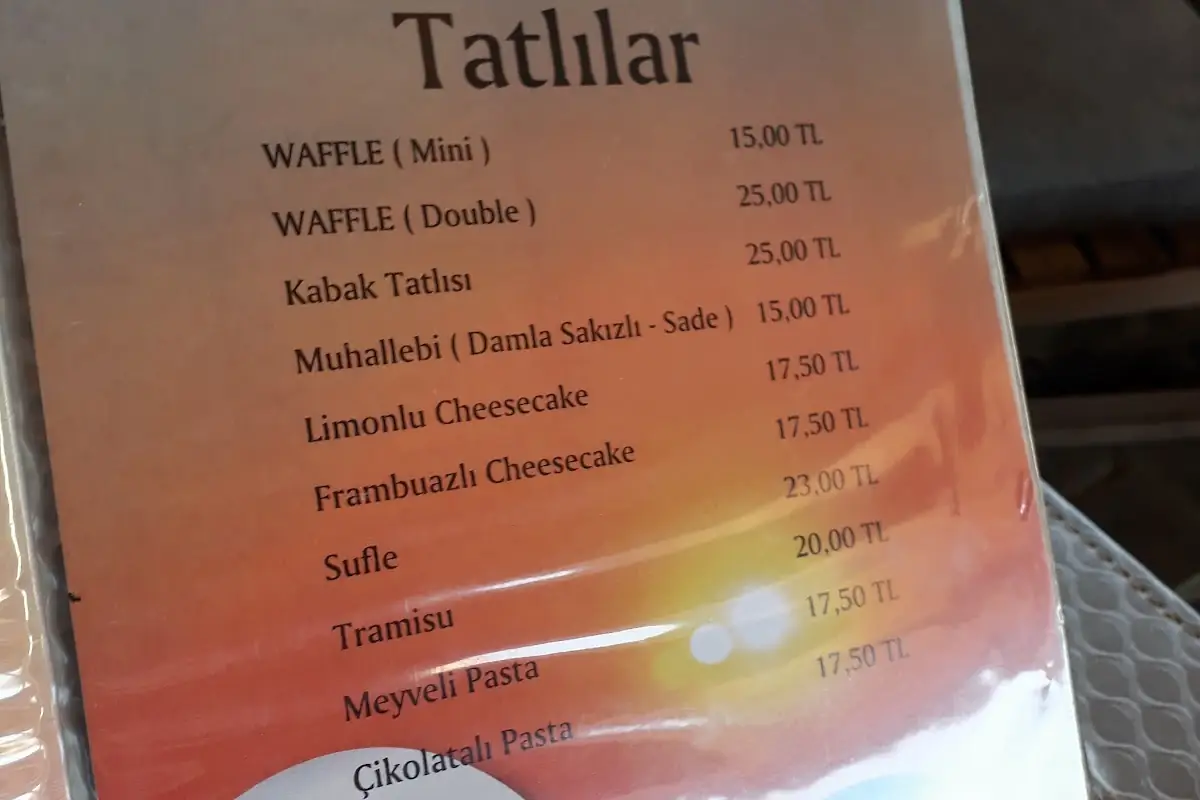 Tatlılar
WAFFLE ( Mini ) 15,00 TL
WAFFLE ( Double ) 25,00 TL
Kabak Tatlısı 25,00 TL
Muhallebi ( Damla Sakızlı - Sade ) 15,00 TL
Limonlu Cheesecake 17,50 TL
Frambuazlı Cheesecake 17,50 TL
Sufle 23,00 TL
Tramisu 20,00 TL
Meyveli Pasta 17,50 TL
Çikolatalı Pasta 17,50 TL